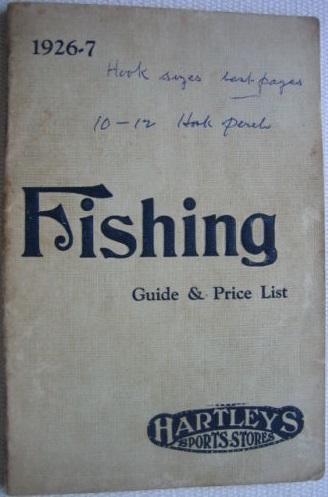 1926-7
Hook sizes last pages
10-12 Hook perch
Fishing
Guide & Price List
HARTLEYS
SPORTS·STORES